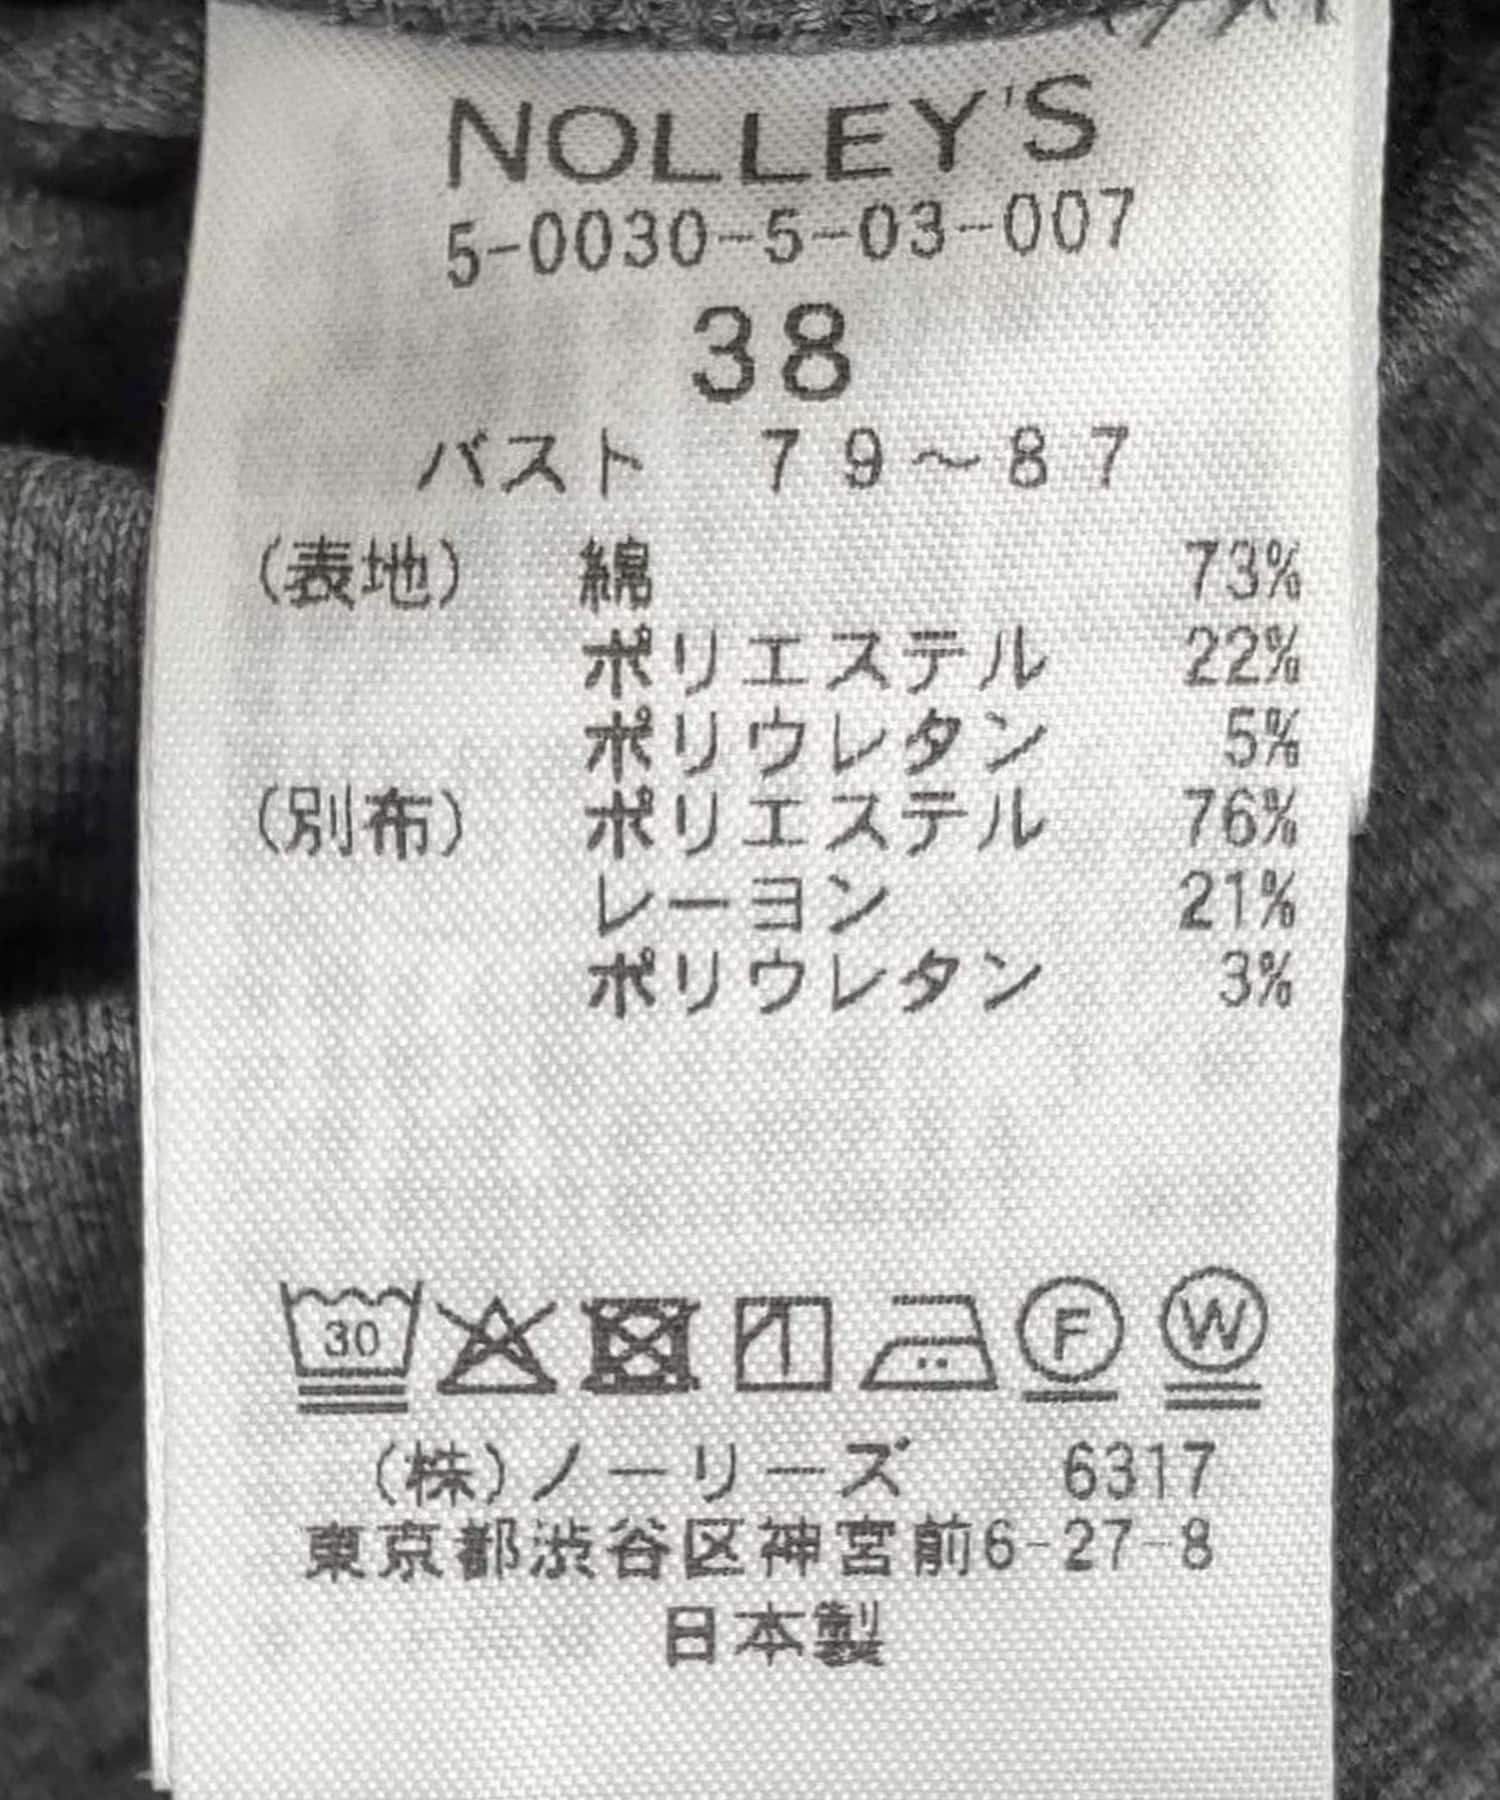 NOLLEY'S
5-0030-5-03-007
38
バスト 79～87
(表地) 綿 73%
ポリエステル 22%
ポリウレタン 5%
(別布) ポリエステル 76%
レーヨン 21%
ポリウレタン 3%
30 F W
(株)ノーリーズ 6317
東京都渋谷区神宮前6-27-8
日本製